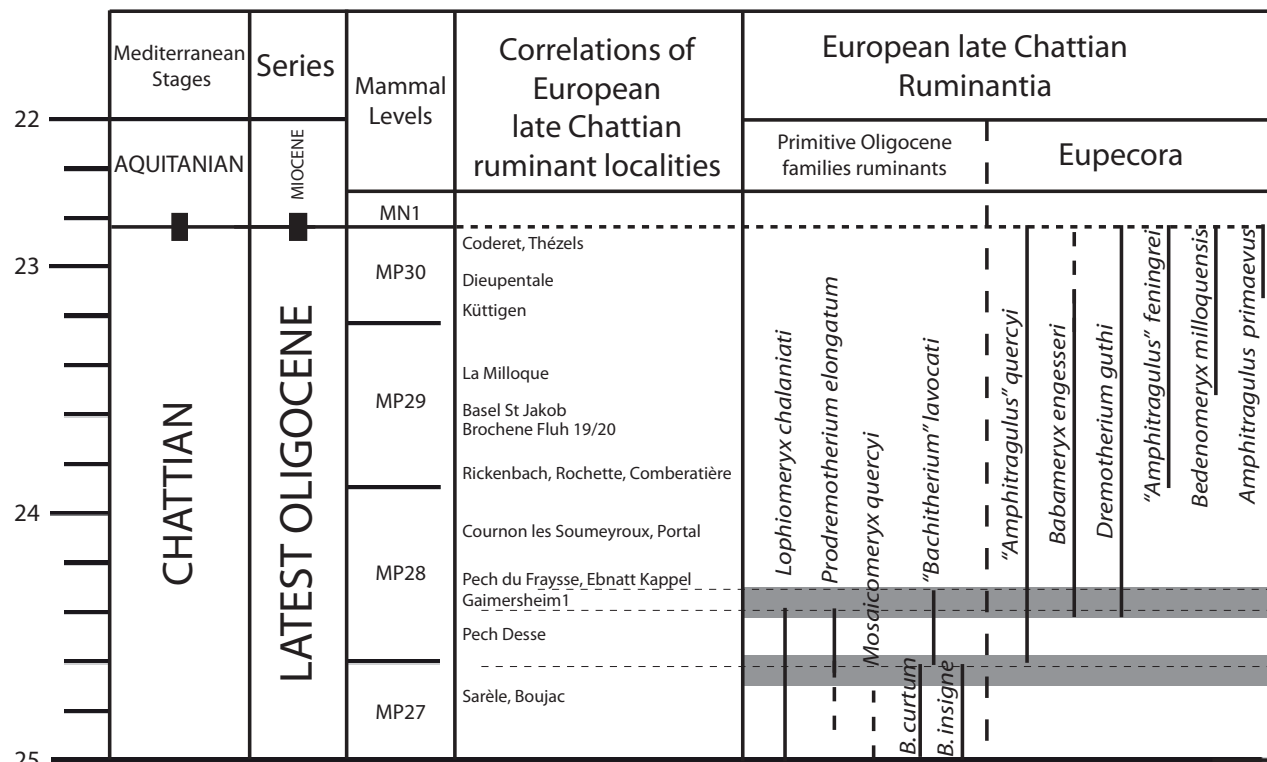 Mediterranean
Stages
Series
Mammal
Levels
Correlations of
European
late Chattian
ruminant localities
European late Chattian
Ruminantia
Primitive Oligocene
families ruminants
Eupecora
22
23
24
25
AQUITANIAN
CHATTIAN
MIOCENE
LATEST OLIGOCENE
MN1
MP30
MP29
MP28
MP27
Coderet, Thézels
Dieupentale
Küttigen
La Milloque
Basel St Jakob
Brochene Fluh 19/20
Rickenbach, Rochette, Comberatière
Cournon les Soumeyroux, Portal
Pech du Fraysse, Ebnatt Kappel
Gaimersheim1
Pech Desse
Sarèle, Boujac
Lophiomeryx chalaniati
Prodremotherium elongatum
Mosaicomeryx quercyi
B. curtum
"Bachitherium" lavocati
B. insigne
"Amphitragulus" quercyi
Babameryx engesseri
Dremotherium guthi
"Amphitragulus" feningrei
Bedenomeryx milloquensis
Amphitragulus primaevus